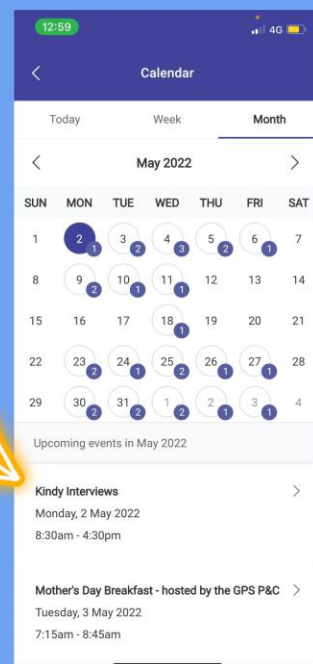 12:59 4G
Calendar
Today Week Month
May 2022
SUN MON TUE WED THU FRI SAT
1 2 1 3 2 4 3 5 2 6 1 7
8 9 2 10 1 11 1 12 13 14
15 16 17 18 1 19 20 21
22 23 2 24 1 25 2 26 1 27 1 28
29 30 2 31 2 1 2 2 1 3 1 4
Upcoming events in May 2022
Kindy Interviews
Monday, 2 May 2022
8:30am - 4:30pm
Mother's Day Breakfast - hosted by the GPS P&C
Tuesday, 3 May 2022
7:15am - 8:45am